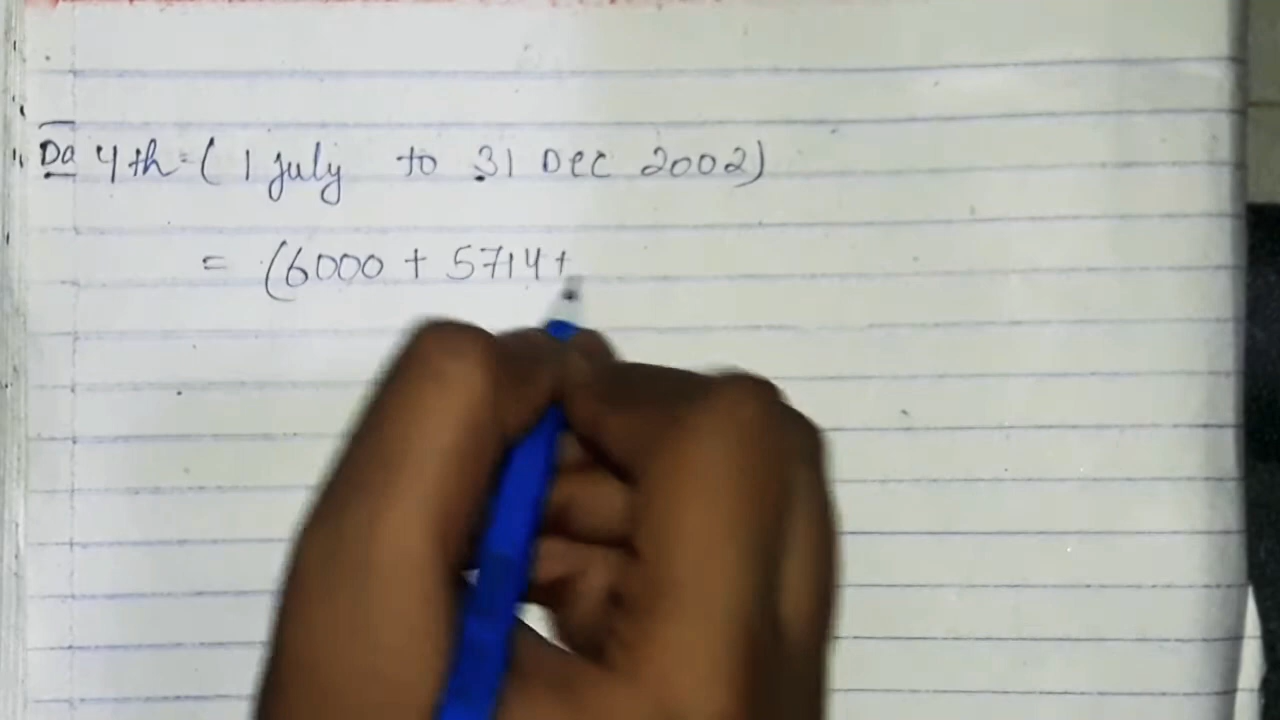 Da 4th = ( 1 july to 31 Dec 2002)
= (6000 + 5714 +